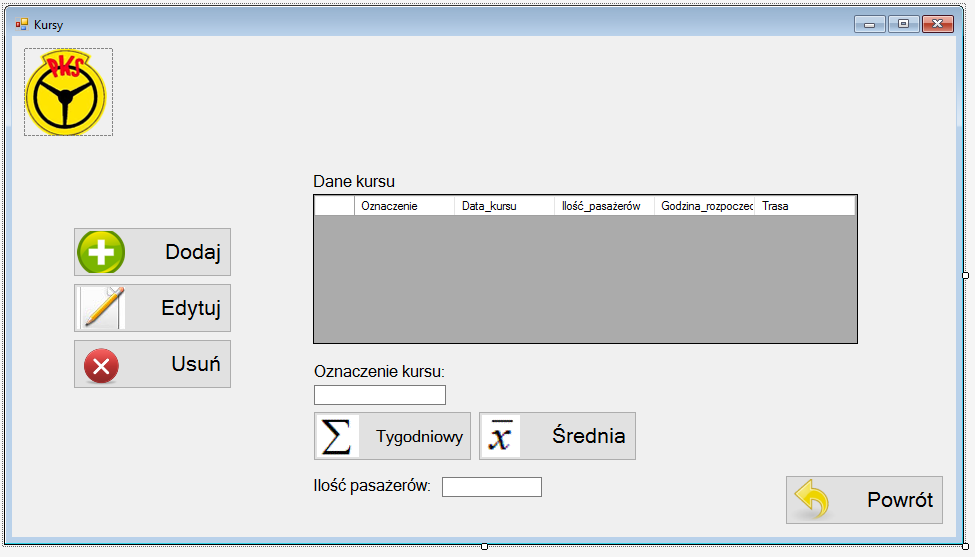 Kursy
PKS
Dane kursu
Oznaczenie Data_kursu Ilość_pasażerów Godzina_rozpoczec Trasa
Dodaj
Edytuj
Usuń
Oznaczenie kursu:
Σ Tygodniowy x̅ Średnia
Ilość pasażerów:
Powrót